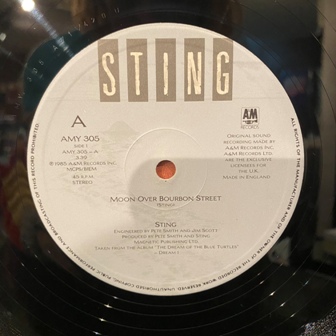 STING
A
AMY 305
SIDE 1
AMY 305 - A
3.59
℗ 1985 A&M RECORDS INC.
MCPS/BIEM
45 R.P.M.
STEREO
A&M
RECORDS
ORIGINAL SOUND
RECORDING MADE BY
A&M RECORDS INC.
A&M RECORDS LTD.
ARE THE EXCLUSIVE
LICENSEES FOR
THE U.K.
MADE IN ENGLAND
MOON OVER BOURBON STREET
(STING)
STING
ENGINEERED BY PETE SMITH AND JIM SCOTT
PRODUCED BY PETE SMITH AND STING
MAGNETIC PUBLISHING LTD.
TAKEN FROM THE ALBUM "THE DREAM OF THE BLUE TURTLES"
DREAM 1
ALL RIGHTS OF THE MANUFACTURER AND OF THE OWNER OF THE RECORDED WORK RESERVED. UNAUTHORISED COPYING, PUBLIC PERFORMANCE AND BROADCASTING OF THIS RECORD PROHIBITED.